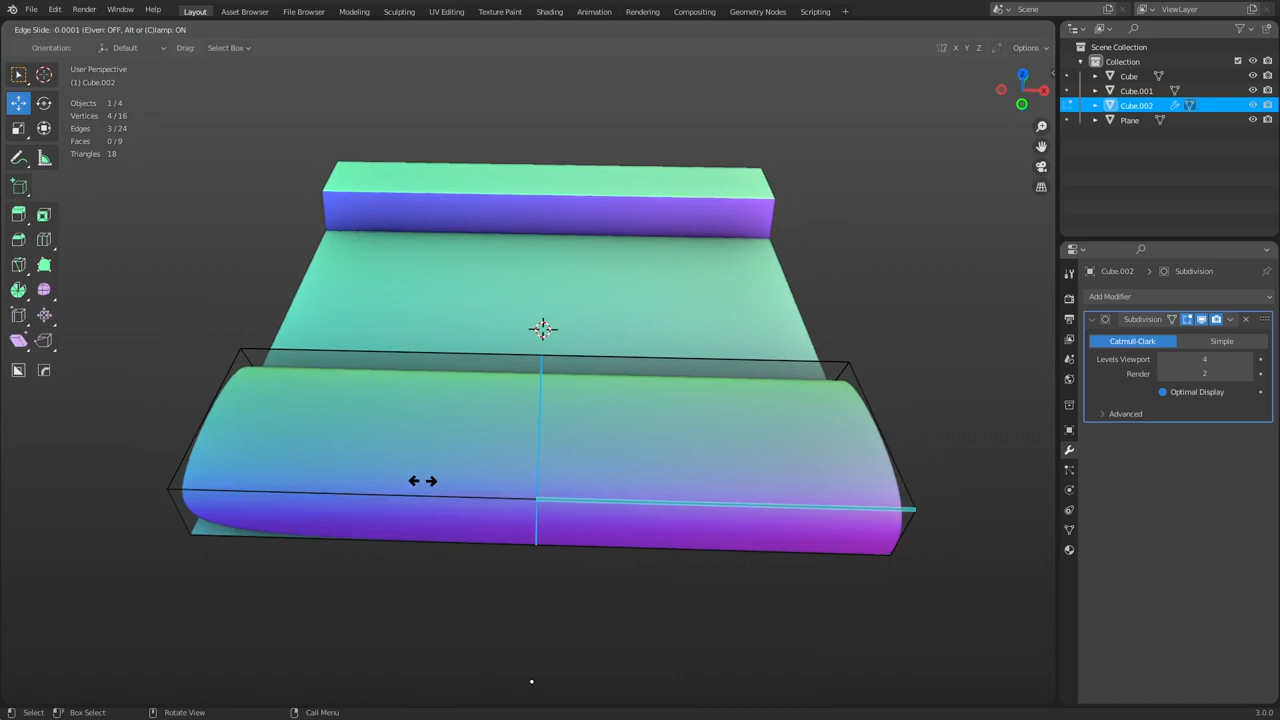 File Edit Render Window Help Layout Asset Browser File Browser Modeling Sculpting UV Editing Texture Paint Shading Animation Rendering Compositing Geometry Nodes Scripting Scene ViewLayer
Edge Slide: -0.0001 (E)ven: OFF, Alt or (C)lamp: ON
Orientation: Default Drag: Select Box X Y Z Options
User Perspective
(1) Cube.002
Objects 1 / 4
Vertices 4 / 16
Edges 3 / 24
Faces 0 / 9
Triangles 18
Z
X
Scene Collection
Collection
Cube
Cube.001
Cube.002
Plane
Cube.002 > Subdivision
Add Modifier
Subdivision
Catmull-Clark Simple
Levels Viewport 4
Render 2
Optimal Display
Advanced
Select Box Select Rotate View Call Menu 3.0.0